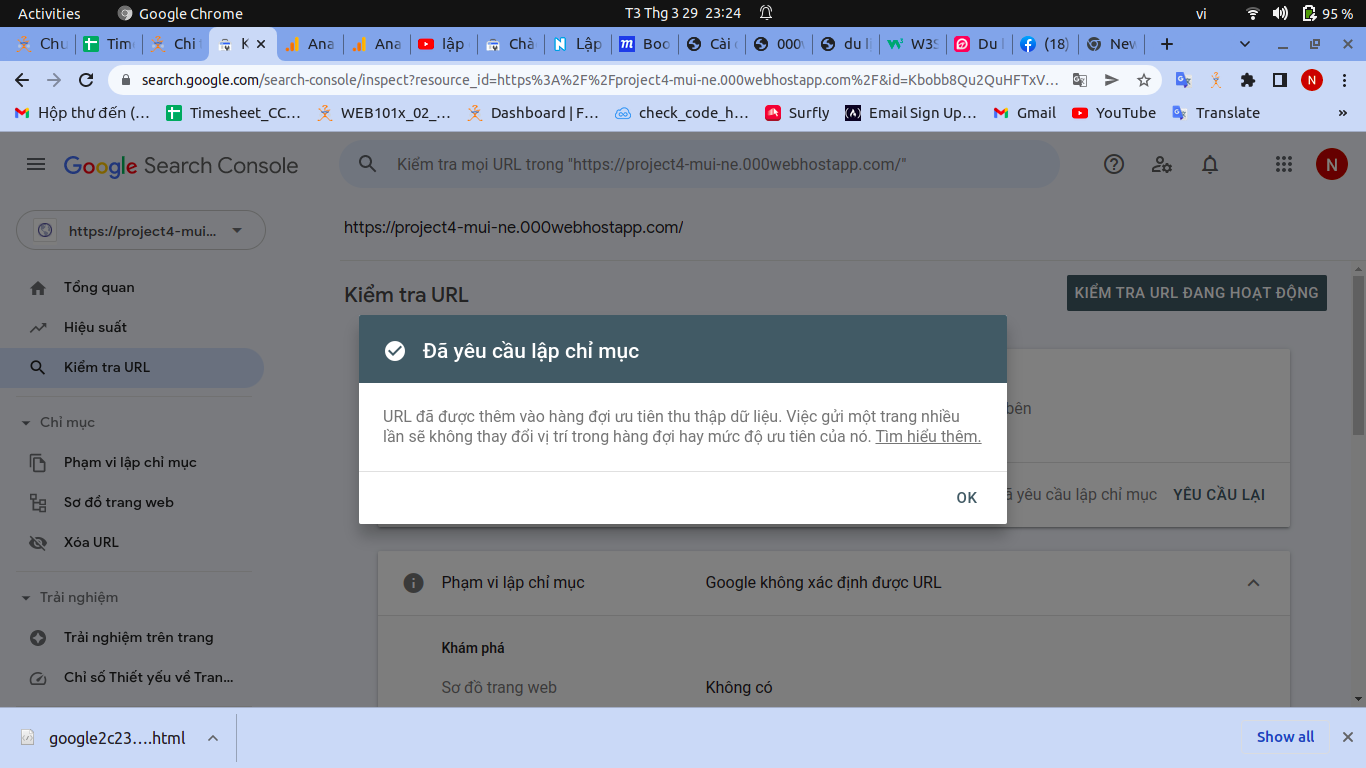 Activities
Google Chrome
T3 Thg 3 29 23:24
vi
95 %
Chu
Time
Chi t
K
Ana
Ana
lập
Chà
Lập
Boo
Cài
000v
du lị
W3S
Du l
(18)
New
search.google.com/search-console/inspect?resource_id=https%3A%2F%2Fproject4-mui-ne.000webhostapp.com%2F&id=Kbobb8Qu2QuHFTxV…
N
Hộp thư đến (…
Timesheet_CC…
WEB101x_02_…
Dashboard | F…
check_code_h…
Surfly
Email Sign Up…
Gmail
YouTube
Translate
»
Google Search Console
Kiểm tra mọi URL trong "https://project4-mui-ne.000webhostapp.com/"
N
https://project4-mui...
https://project4-mui-ne.000webhostapp.com/
Tổng quan
Hiệu suất
Kiểm tra URL
Chỉ mục
Phạm vi lập chỉ mục
Sơ đồ trang web
Xóa URL
Trải nghiệm
Trải nghiệm trên trang
Chỉ số Thiết yếu về Tran...
Kiểm tra URL
KIỂM TRA URL ĐANG HOẠT ĐỘNG
Đã yêu cầu lập chỉ mục
URL đã được thêm vào hàng đợi ưu tiên thu thập dữ liệu. Việc gửi một trang nhiều
lần sẽ không thay đổi vị trí trong hàng đợi hay mức độ ưu tiên của nó. Tìm hiểu thêm.
OK
bên
yêu cầu lập chỉ mục
YÊU CẦU LẠI
Phạm vi lập chỉ mục
Google không xác định được URL
Khám phá
Sơ đồ trang web
Không có
google2c23….html
Show all